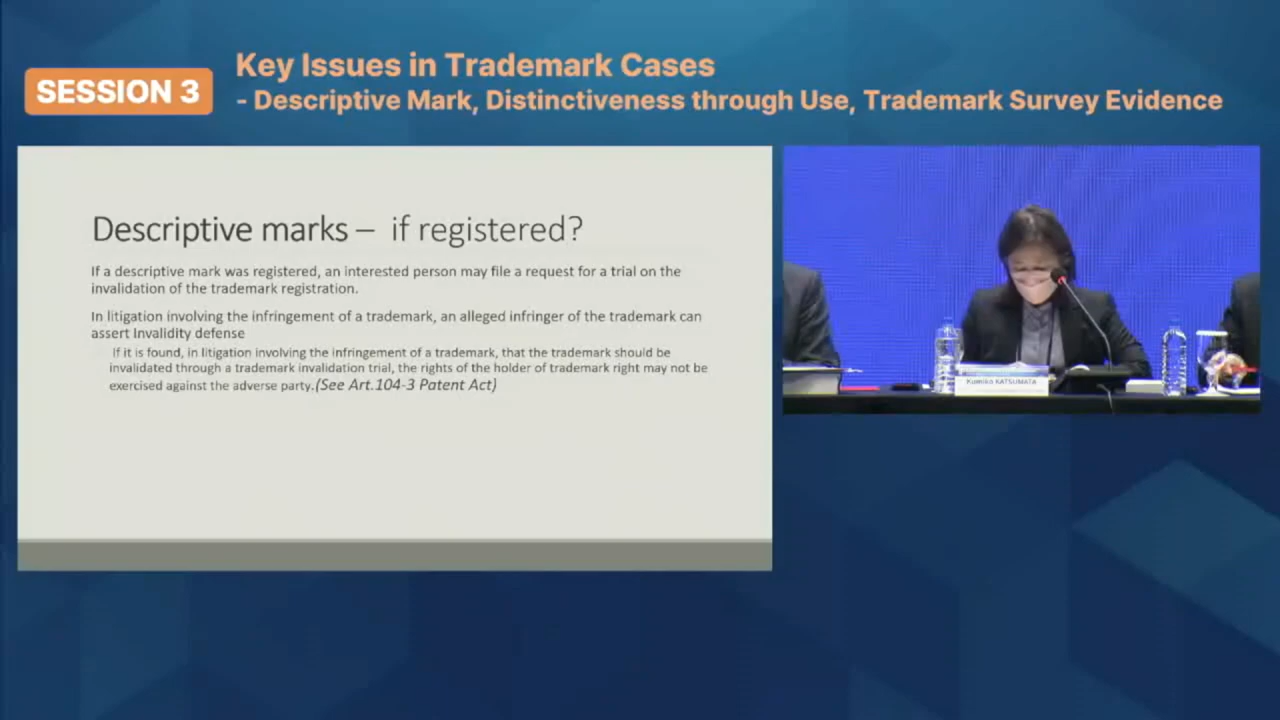 SESSION 3
Key Issues in Trademark Cases
- Descriptive Mark, Distinctiveness through Use, Trademark Survey Evidence
Descriptive marks – if registered?
If a descriptive mark was registered, an interested person may file a request for a trial on the
invalidation of the trademark registration.
In litigation involving the infringement of a trademark, an alleged infringer of the trademark can
assert Invalidity defense
If it is found, in litigation involving the infringement of a trademark, that the trademark should be
invalidated through a trademark invalidation trial, the rights of the holder of trademark right may not be
exercised against the adverse party.(See Art.104-3 Patent Act)
Kumiko KATSUMATA